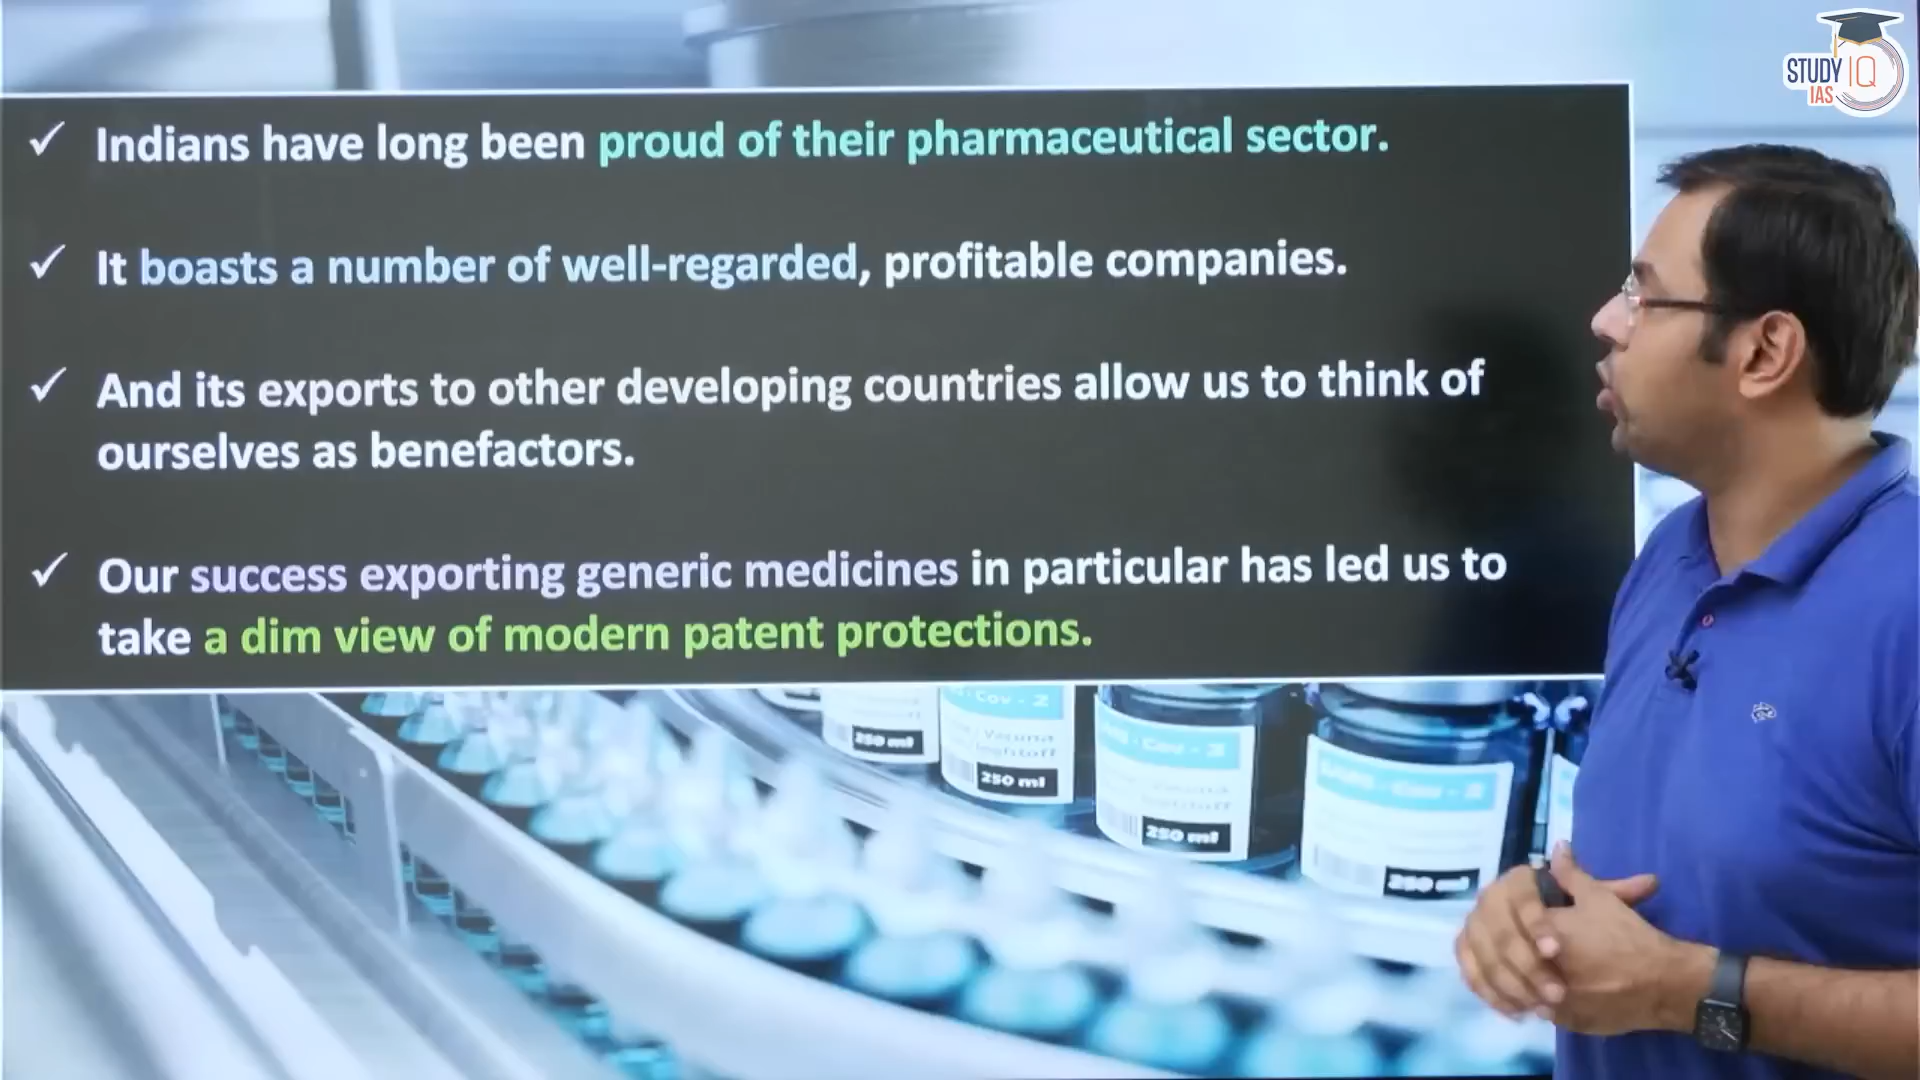 STUDY IQ
IAS
✓ Indians have long been proud of their pharmaceutical sector.
✓ It boasts a number of well-regarded, profitable companies.
✓ And its exports to other developing countries allow us to think of
ourselves as benefactors.
✓ Our success exporting generic medicines in particular has led us to
take a dim view of modern patent protections.
Cov - 2
250 ml
250 ml
250 ml
250 ml